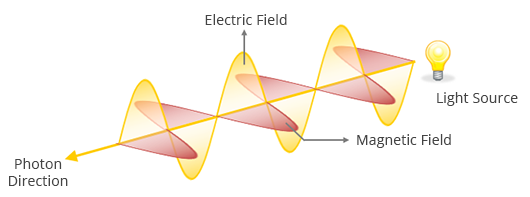 Electric Field
Light Source
Magnetic Field
Photon
Direction